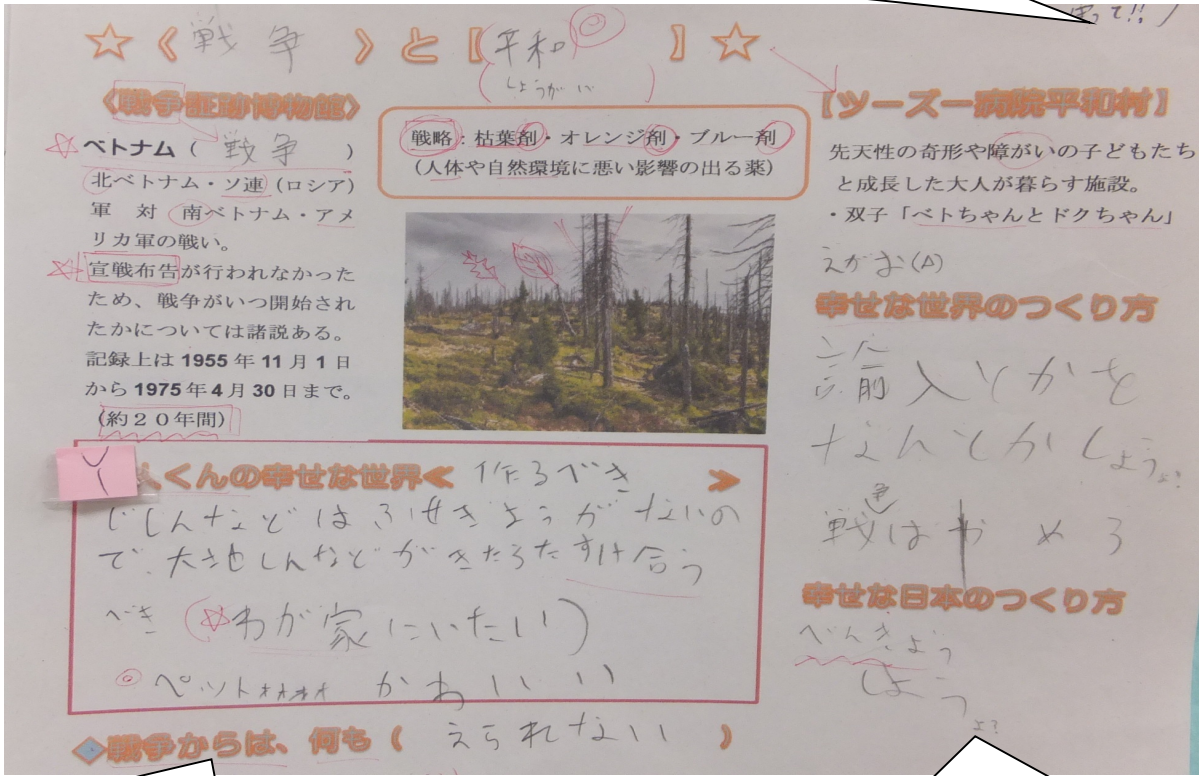 ☆《戦争》と【平和】☆
しょうがい
〈戦争証跡博物館〉
ベトナム（戦争）
北ベトナム・ソ連（ロシア）
軍 対 南ベトナム・アメ
リカ軍の戦い。
宣戦布告が行われなかった
ため、戦争がいつ開始され
たかについては諸説ある。
記録上は1955年11月1日
から1975年4月30日まで。
（約２０年間）
戦略：枯葉剤・オレンジ剤・ブルー剤
（人体や自然環境に悪い影響の出る薬）
【ツーズー病院平和村】
先天性の奇形や障がいの子どもたち
と成長した大人が暮らす施設。
・双子「ベトちゃんとドクちゃん」
えがお(A)
幸せな世界のつくり方
入とかを
なんとかしようよ?
戦争はやめろ
幸せな日本のつくり方
べんきょう
しよう
よ?
Y
くんの幸せな世界≪作るべき≫
じしんなどはふせぎようがないの
で、大地しんなどがきたらたすけ合う
べき（☆わが家にいたい）
◎ペット かわいい
◆戦争からは、何も（えられない）